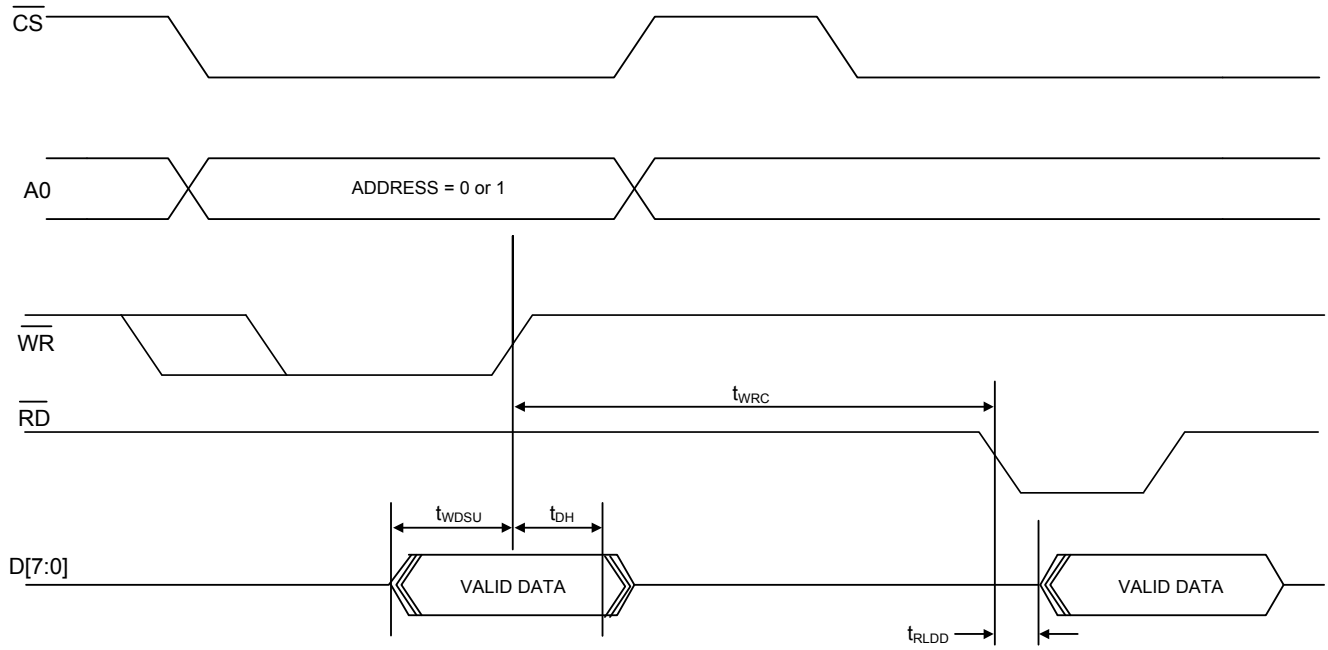 CS
A0
ADDRESS = 0 or 1
WR
tWRC
RD
tWDSU
tDH
D[7:0]
VALID DATA
VALID DATA
tRLDD